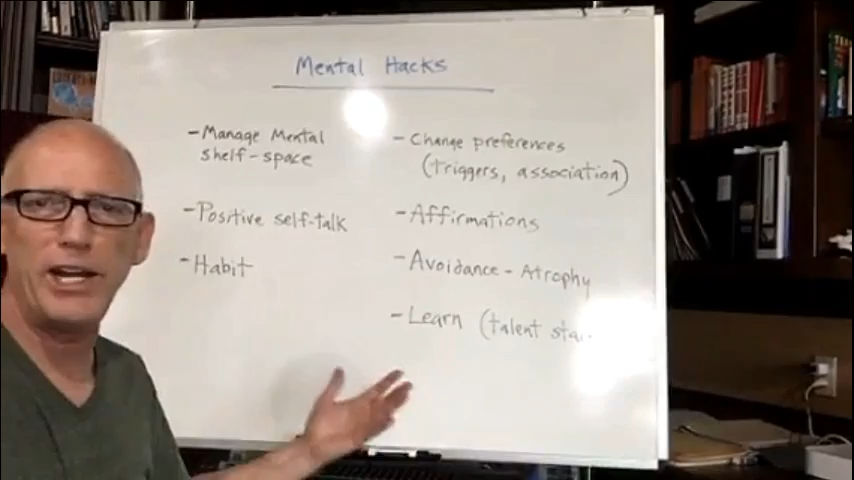 Mental Hacks
- Manage Mental
shelf-space
- Positive self-talk
- Habit
- Change preferences
(triggers, association)
- Affirmations
- Avoidance - Atrophy
- Learn (talent